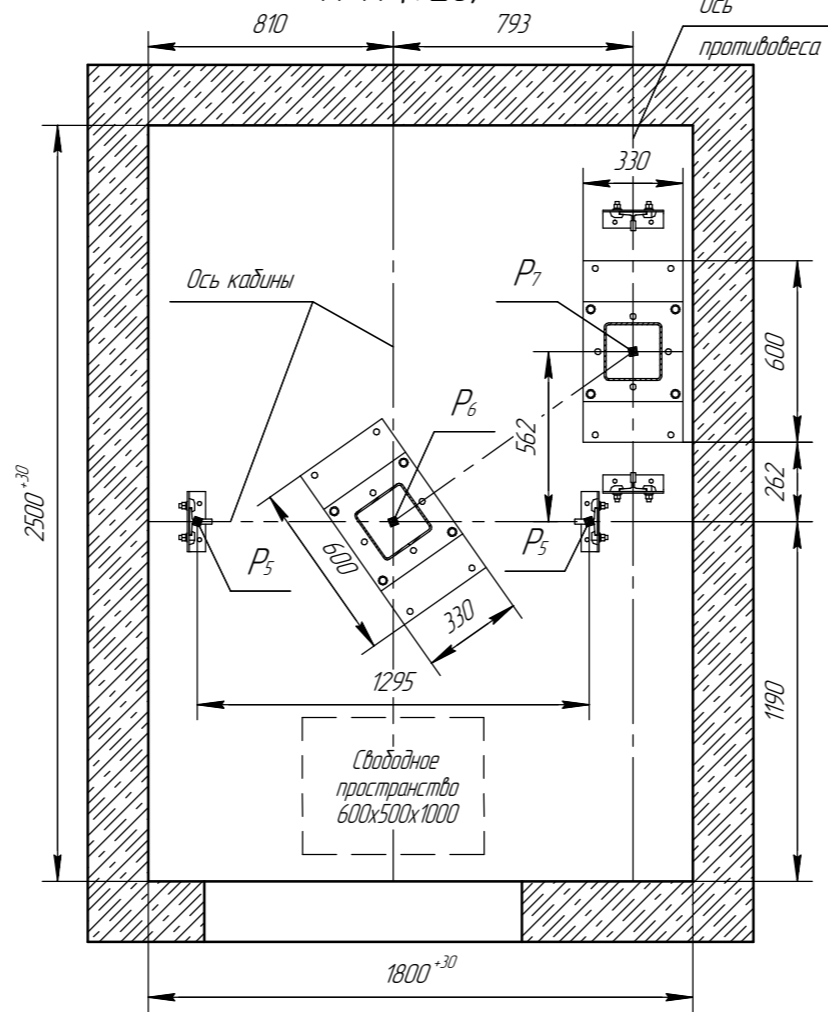 810
793
Ось
противовеса
330
Ось кабины
P7
600
P6
562
2500+30
262
P5
P5
600
330
1295
1190
Свободное
пространство
600x500x1000
1800+30